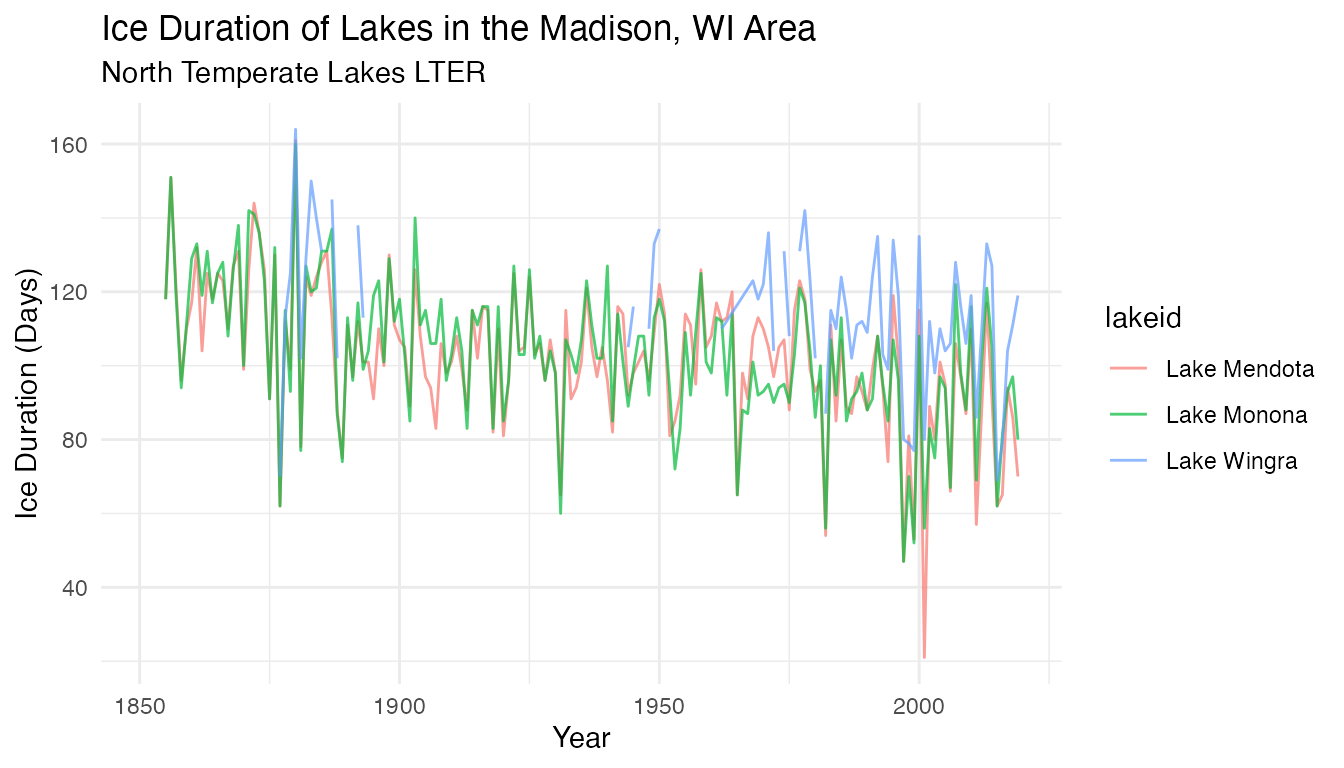 Ice Duration of Lakes in the Madison, WI Area
North Temperate Lakes LTER
Ice Duration (Days)
160
120
80
40
1850 1900 1950 2000
Year
lakeid
Lake Mendota
Lake Monona
Lake Wingra